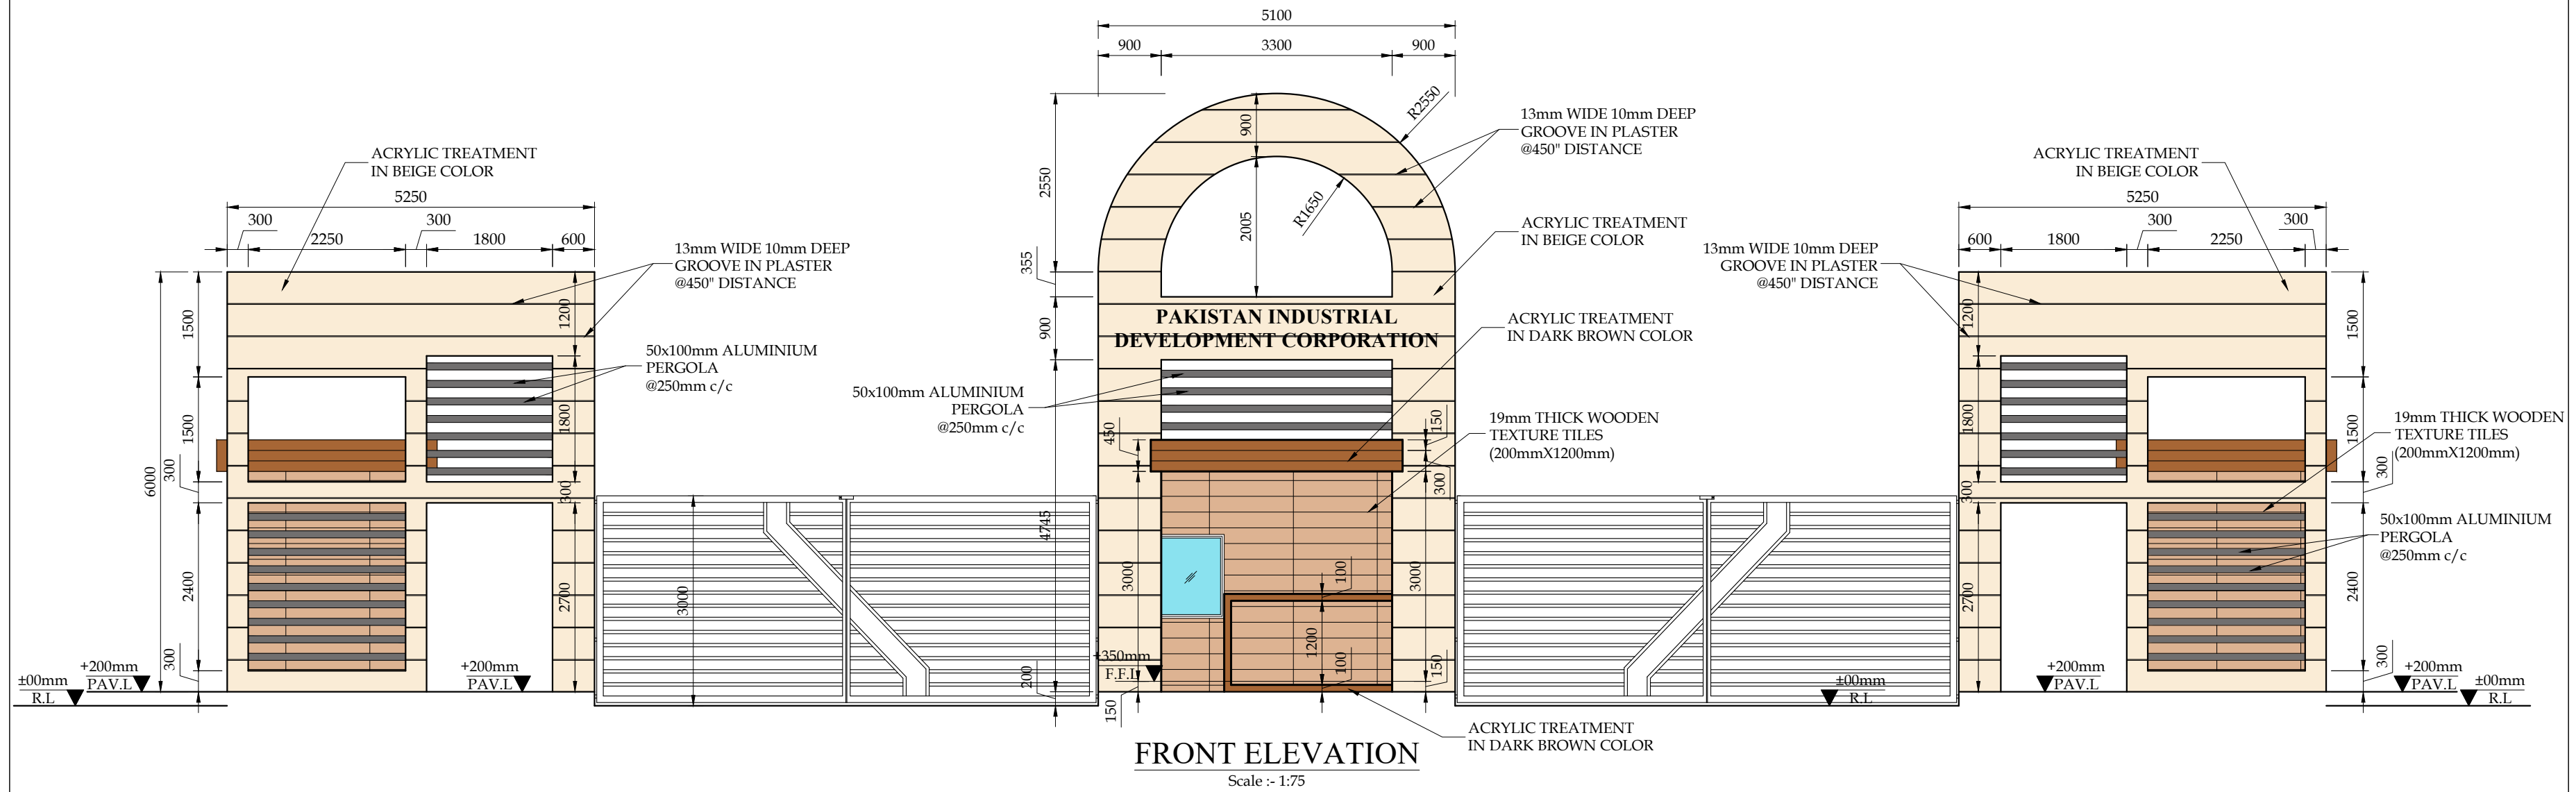 5100
900
3300
900
R2550
13mm WIDE 10mm DEEP
GROOVE IN PLASTER
@450" DISTANCE
900
2550
2005
R1650
355
900
ACRYLIC TREATMENT
IN BEIGE COLOR
5250
300
300
2250
1800
600
13mm WIDE 10mm DEEP
GROOVE IN PLASTER
@450" DISTANCE
1200
1500
50x100mm ALUMINIUM
PERGOLA
@250mm c/c
1800
1500
6000
300
300
2400
2700
300
+200mm
PAV.L
±00mm
R.L
+200mm
PAV.L
3000
ACRYLIC TREATMENT
IN BEIGE COLOR
PAKISTAN INDUSTRIAL
DEVELOPMENT CORPORATION
ACRYLIC TREATMENT
IN DARK BROWN COLOR
50x100mm ALUMINIUM
PERGOLA
@250mm c/c
150
450
300
19mm THICK WOODEN
TEXTURE TILES
(200mmX1200mm)
4745
3000
3000
100
1200
100
150
+350mm
F.F.L
200
150
ACRYLIC TREATMENT
IN DARK BROWN COLOR
±00mm
R.L
ACRYLIC TREATMENT
IN BEIGE COLOR
5250
300
300
600
1800
2250
13mm WIDE 10mm DEEP
GROOVE IN PLASTER
@450" DISTANCE
1200
1500
1800
1500
19mm THICK WOODEN
TEXTURE TILES
(200mmX1200mm)
300
300
50x100mm ALUMINIUM
PERGOLA
@250mm c/c
2700
2400
300
+200mm
PAV.L
+200mm
PAV.L
±00mm
R.L
FRONT ELEVATION
Scale :- 1:75